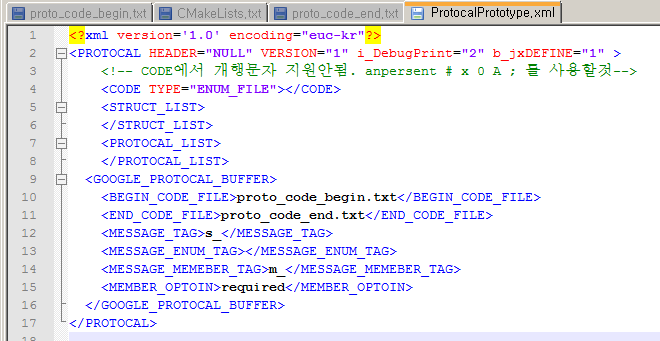 proto_code_begin.txt CMakeLists.txt proto_code_end.txt ProtocalPrototype,xml
1 <?xml version='1.0' encoding="euc-kr"?>
2 <PROTOCAL HEADER="NULL" VERSION="1" i_DebugPrint="2" b_jxDEFINE="1" >
3 <!-- CODE에서 개행문자 지원안됨. anpersent # x 0 A ; 를 사용할것-->
4 <CODE TYPE="ENUM_FILE"></CODE>
5 <STRUCT_LIST>
6 </STRUCT_LIST>
7 <PROTOCAL_LIST>
8 </PROTOCAL_LIST>
9 <GOOGLE_PROTOCAL_BUFFER>
10 <BEGIN_CODE_FILE>proto_code_begin.txt</BEGIN_CODE_FILE>
11 <END_CODE_FILE>proto_code_end.txt</END_CODE_FILE>
12 <MESSAGE_TAG>s_</MESSAGE_TAG>
13 <MESSAGE_ENUM_TAG></MESSAGE_ENUM_TAG>
14 <MESSAGE_MEMEBER_TAG>m_</MESSAGE_MEMEBER_TAG>
15 <MEMBER_OPTOIN>required</MEMBER_OPTOIN>
16 </GOOGLE_PROTOCAL_BUFFER>
17 </PROTOCAL>
18